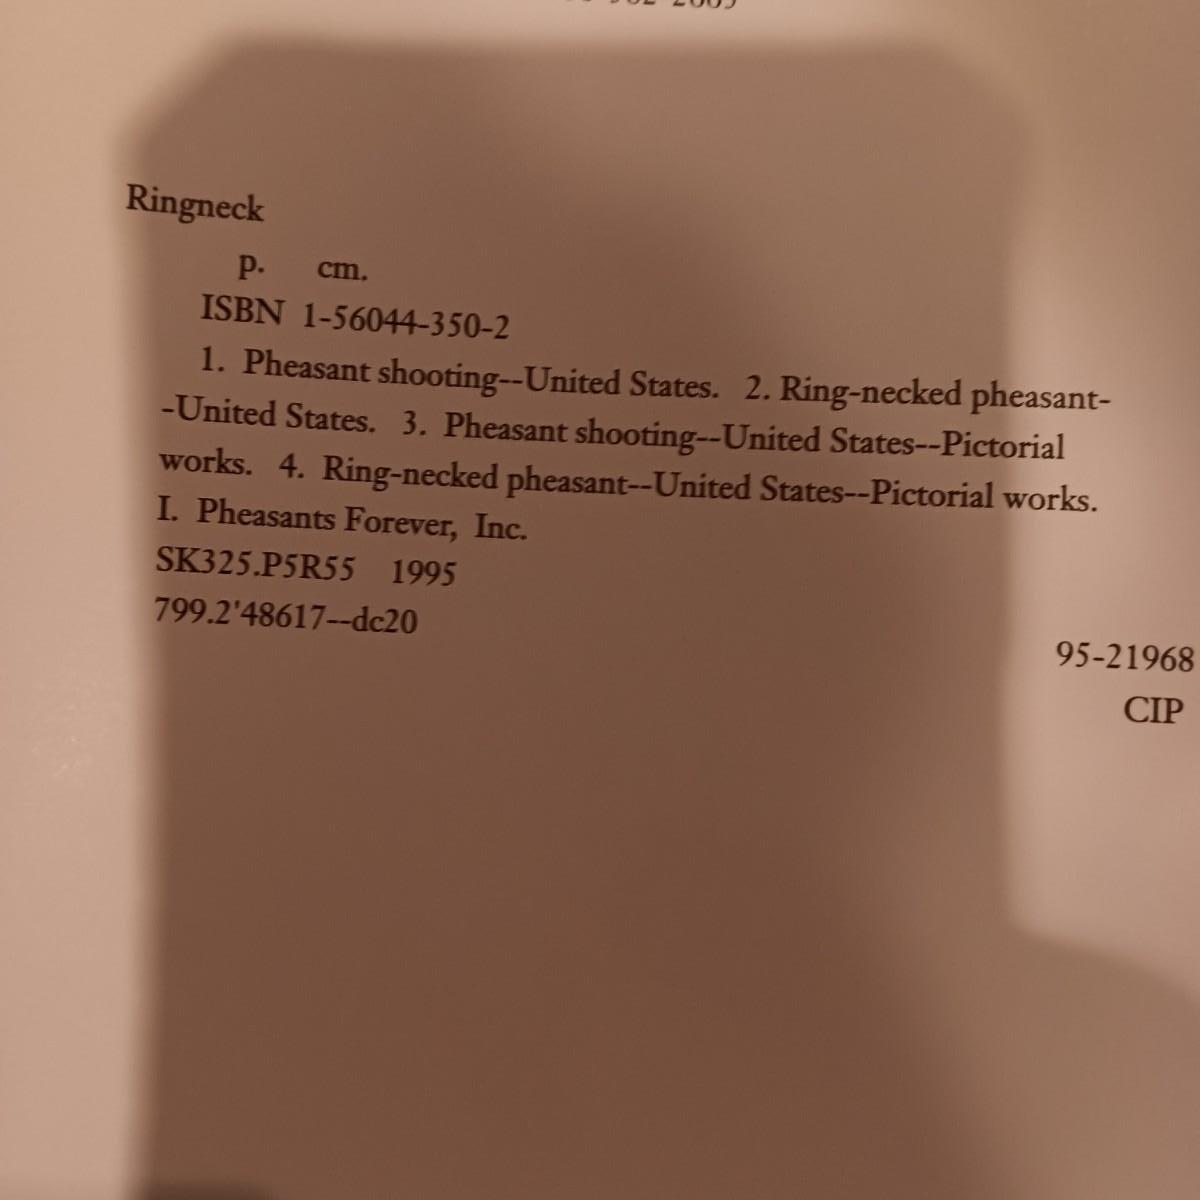 Ringneck
p. cm.
ISBN 1-56044-350-2
1. Pheasant shooting--United States. 2. Ring-necked pheasant-
-United States. 3. Pheasant shooting--United States--Pictorial
works. 4. Ring-necked pheasant--United States--Pictorial works.
I. Pheasants Forever, Inc.
SK325.P5R55 1995
799.2'48617--dc20
95-21968
CIP